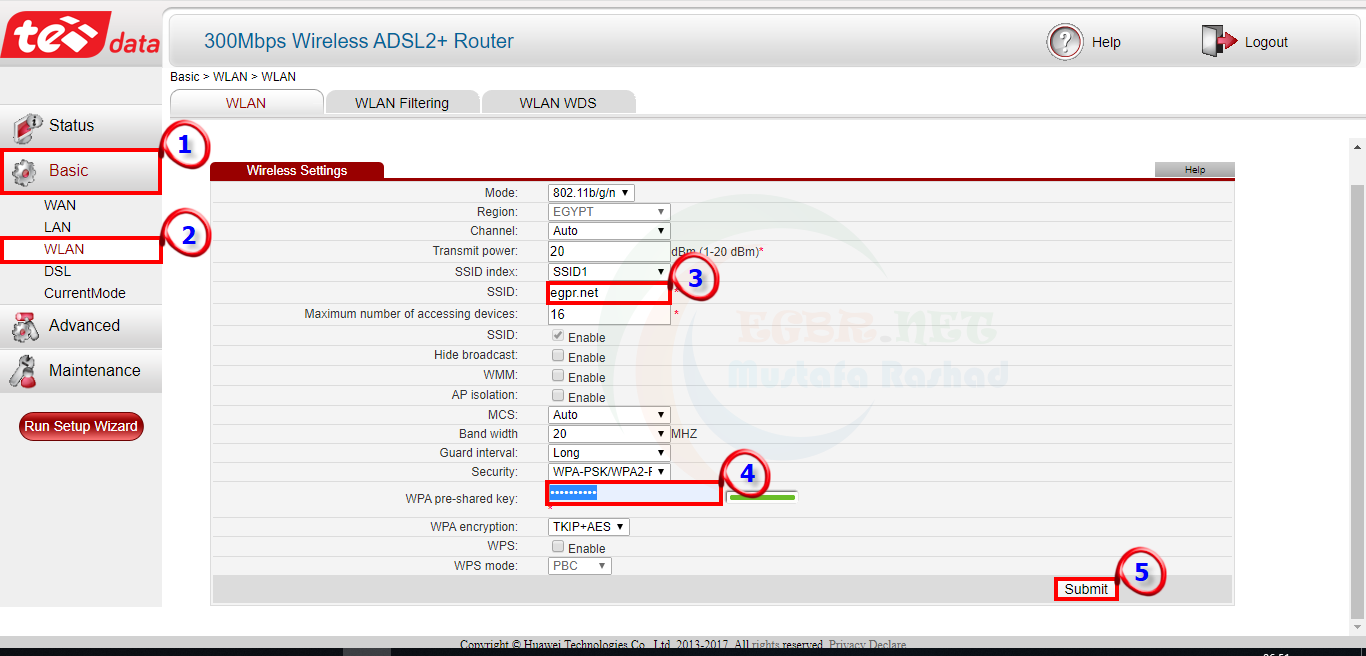 te data
300Mbps Wireless ADSL2+ Router
Help
Logout
Basic > WLAN > WLAN
WLAN
WLAN Filtering
WLAN WDS
Status
1
Basic
WAN
LAN
2
WLAN
DSL
CurrentMode
Advanced
Maintenance
Run Setup Wizard
Wireless Settings
Help
Mode: 802.11b/g/n
Region: EGYPT
Channel: Auto
Transmit power: 20 dBm (1-20 dBm)*
SSID index: SSID1
3
SSID: egpr.net *
Maximum number of accessing devices: 16 *
SSID: Enable
Hide broadcast: Enable
WMM: Enable
AP isolation: Enable
EGBR.NET
Mustafa Rashad
MCS: Auto
Band width 20 MHZ
Guard interval: Long
Security: WPA-PSK/WPA2-P
4
WPA pre-shared key: ••••••••••
*
WPA encryption: TKIP+AES
WPS: Enable
WPS mode: PBC
5
Submit
Copyright © Huawei Technologies Co., Ltd. 2013-2017. All rights reserved. Privacy Declare